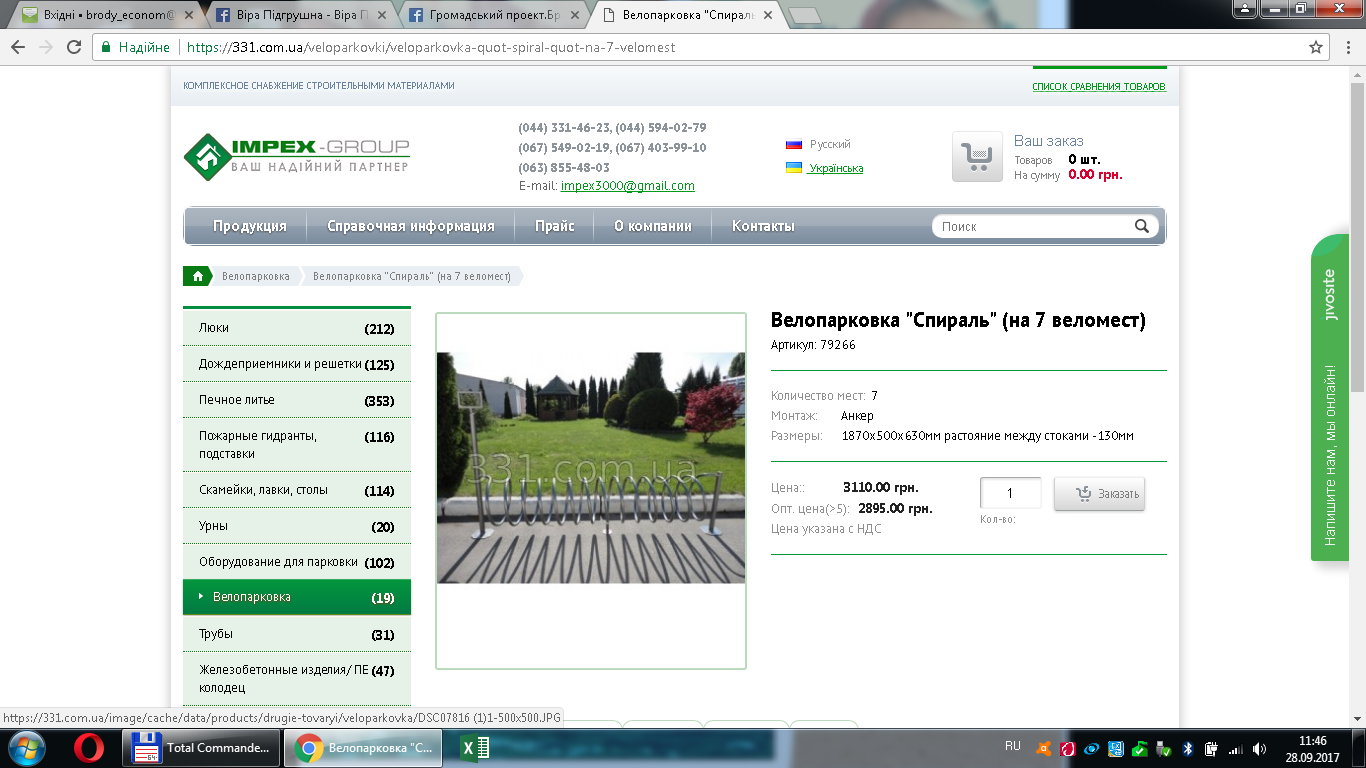 Вхідні • brody_econom@
Віра Підгрушна - Віра П
Громадський проект.Бр
Велопарковка "Спираль
Надійне
https://331.com.ua/veloparkovki/veloparkovka-quot-spiral-quot-na-7-velomest
КОМПЛЕКСНОЕ СНАБЖЕНИЕ СТРОИТЕЛЬНЫМИ МАТЕРИАЛАМИ
СПИСОК СРАВНЕНИЯ ТОВАРОВ
IMPEX-GROUP
ВАШ НАДІЙНИЙ ПАРТНЕР
(044) 331-46-23, (044) 594-02-79
(067) 549-02-19, (067) 403-99-10
(063) 855-48-03
E-mail: impex3000@gmail.com
Русский
Українська
Ваш заказ
Товаров 0 шт.
На сумму 0.00 грн.
Продукция Справочная информация Прайс О компании Контакты Поиск
Велопарковка Велопарковка "Спираль" (на 7 веломест)
Люки (212)
Дождеприемники и решетки (125)
Печное литье (353)
Пожарные гидранты, (116)
подставки
Скамейки, лавки, столы (114)
Урны (20)
Оборудование для парковки (102)
Велопарковка (19)
Трубы (31)
Железобетонные изделия/ ПЕ (47)
колодец
331.com.ua
Велопарковка "Спираль" (на 7 веломест)
Артикул: 79266
Количество мест: 7
Монтаж: Анкер
Размеры: 1870х500х630мм растояние между стоками -130мм
Цена:: 3110.00 грн.
Опт. цена(>5): 2895.00 грн.
Цена указана с НДС
1
Кол-во:
Заказать
jivosite
Напишите нам, мы онлайн!
https://331.com.ua/image/cache/data/products/drugie-tovaryi/veloparkovka/DSC07816 (1)1-500x500.JPG
Total Commande...
Велопарковка "С...
RU
11:46
28.09.2017